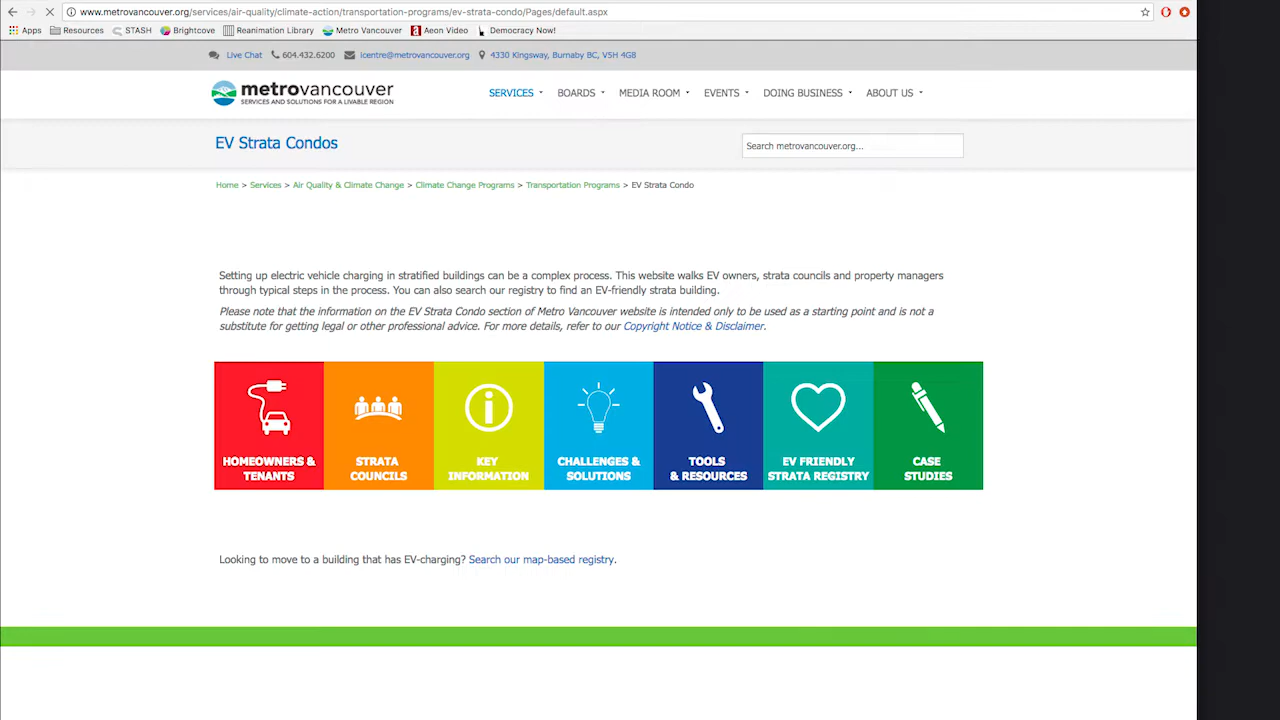 www.metrovancouver.org/services/air-quality/climate-action/transportation-programs/ev-strata-condo/Pages/default.aspx
Apps Resources STASH Brightcove Reanimation Library Metro Vancouver Aeon Video Democracy Now!
Live Chat 604.432.6200 icentre@metrovancouver.org 4330 Kingsway, Burnaby BC, V5H 4G8
metrovancouver
SERVICES AND SOLUTIONS FOR A LIVABLE REGION
SERVICES BOARDS MEDIA ROOM EVENTS DOING BUSINESS ABOUT US
EV Strata Condos
Search metrovancouver.org...
Home > Services > Air Quality & Climate Change > Climate Change Programs > Transportation Programs > EV Strata Condo
Setting up electric vehicle charging in stratified buildings can be a complex process. This website walks EV owners, strata councils and property managers
through typical steps in the process. You can also search our registry to find an EV-friendly strata building.
Please note that the information on the EV Strata Condo section of Metro Vancouver website is intended only to be used as a starting point and is not a
substitute for getting legal or other professional advice. For more details, refer to our Copyright Notice & Disclaimer.
HOMEOWNERS &
TENANTS
STRATA
COUNCILS
KEY
INFORMATION
CHALLENGES &
SOLUTIONS
TOOLS
& RESOURCES
EV FRIENDLY
STRATA REGISTRY
CASE
STUDIES
Looking to move to a building that has EV-charging? Search our map-based registry.